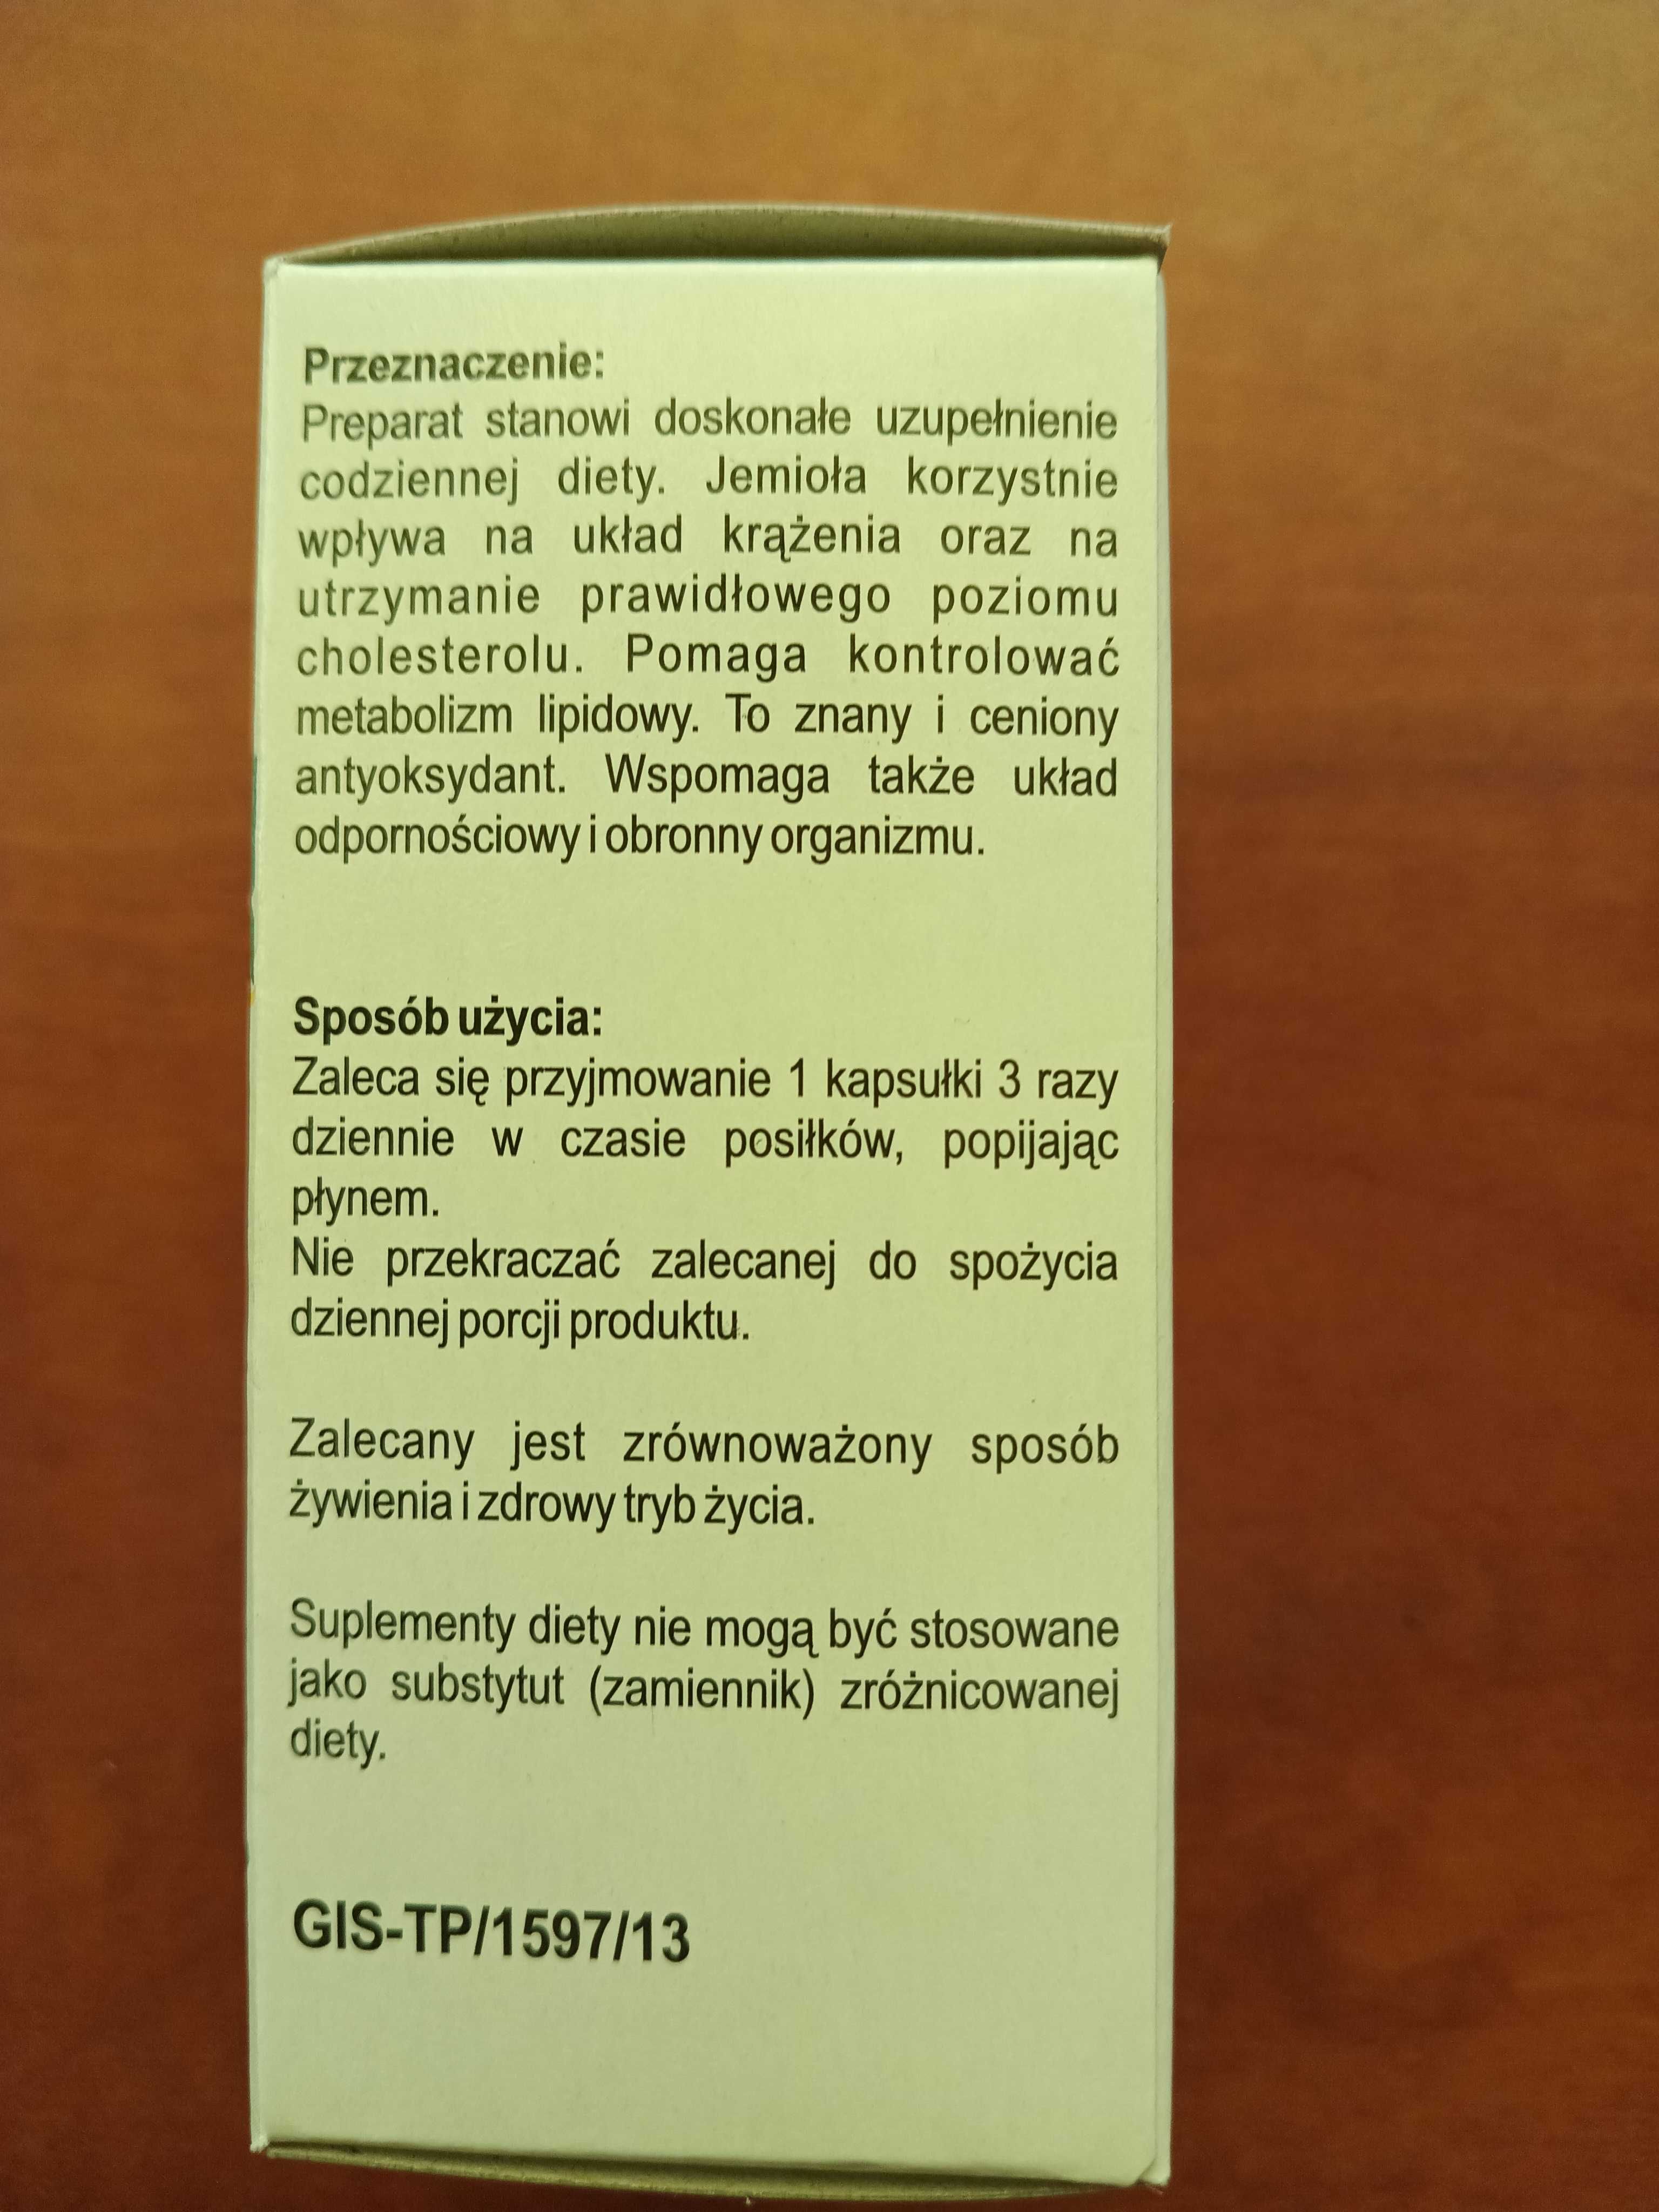 Przeznaczenie:
Preparat stanowi doskonałe uzupełnienie
codziennej diety. Jemioła korzystnie
wpływa na układ krążenia oraz na
utrzymanie prawidłowego poziomu
cholesterolu. Pomaga kontrolować
metabolizm lipidowy. To znany i ceniony
antyoksydant. Wspomaga także układ
odpornościowy i obronny organizmu.
Sposób użycia:
Zaleca się przyjmowanie 1 kapsułki 3 razy
dziennie w czasie posiłków, popijając
płynem.
Nie przekraczać zalecanej do spożycia
dziennej porcji produktu.
Zalecany jest zrównoważony sposób
żywienia i zdrowy tryb życia.
Suplementy diety nie mogą być stosowane
jako substytut (zamiennik) zróżnicowanej
diety.
GIS-TP/1597/13